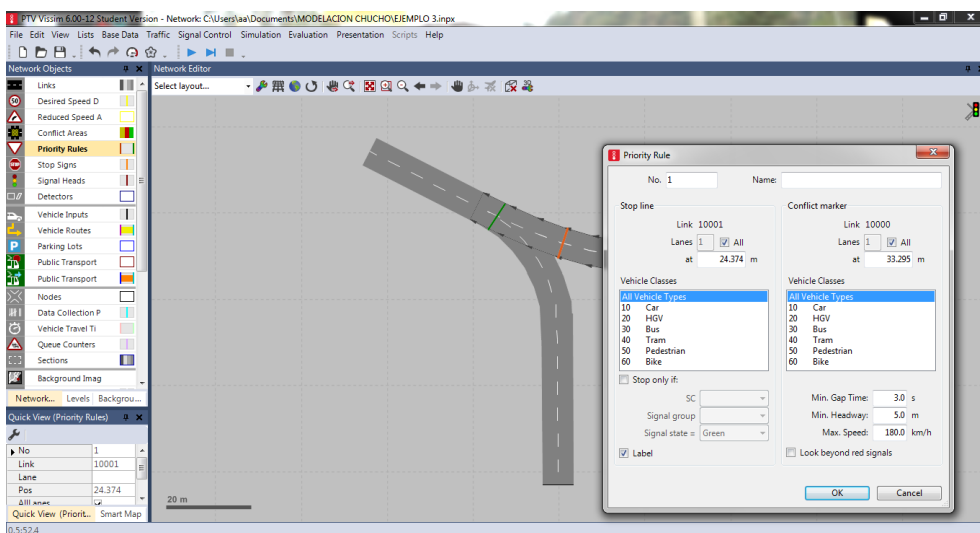 PTV Vissim 6.00-12 Student Version - Network: C:\Users\aa\Documents\MODELACION CHUCHO\EJEMPLO 3.inpx
File Edit View Lists Base Data Traffic Signal Control Simulation Evaluation Presentation Scripts Help
Network Objects
Network Editor
Select layout...
Links
Desired Speed D
Reduced Speed A
Conflict Areas
Priority Rules
Stop Signs
Signal Heads
Detectors
Vehicle Inputs
Vehicle Routes
Parking Lots
Public Transport
Public Transport
Nodes
Data Collection P
Vehicle Travel Ti
Queue Counters
Sections
Background Imag
Network... Levels Backgrou...
Quick View (Priority Rules)
No 1
Link 10001
Lane
Pos 24.374
AllLanes
Quick View (Priorit... Smart Map
0.5:52.4
20 m
Priority Rule
No. 1 Name:
Stop line
Link 10001
Lanes 1 All
at 24.374 m
Vehicle Classes
All Vehicle Types
10 Car
20 HGV
30 Bus
40 Tram
50 Pedestrian
60 Bike
Stop only if:
SC
Signal group
Signal state = Green
Label
Conflict marker
Link 10000
Lanes 1 All
at 33.295 m
Vehicle Classes
All Vehicle Types
10 Car
20 HGV
30 Bus
40 Tram
50 Pedestrian
60 Bike
Min. Gap Time: 3.0 s
Min. Headway: 5.0 m
Max. Speed: 180.0 km/h
Look beyond red signals
OK Cancel